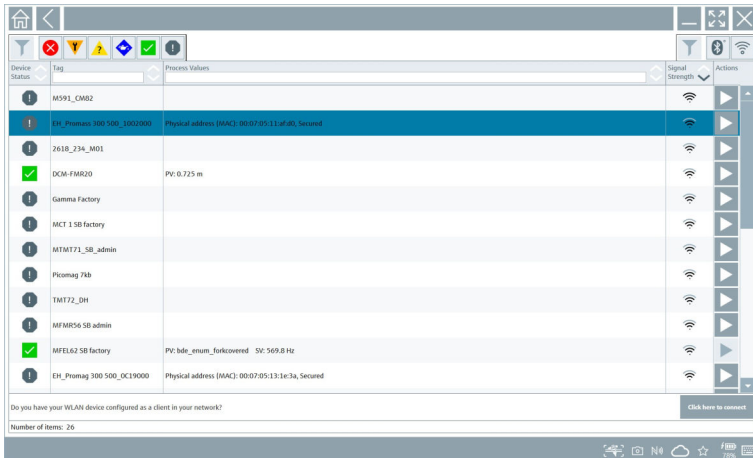 Device Status
Tag
Process Values
Signal Strength
Actions
M591_CM82
EH_Promass 300 500_1002000 Physical address (MAC): 00:07:05:11:af:d0, Secured
2618_234_M01
DCM-FMR20 PV: 0.725 m
Gamma Factory
MCT 1 SB factory
MTMT71_SB_admin
Picomag 7kb
TMT72_DH
MFMR56 SB admin
MFEL62 SB factory PV: bde_enum_forkcovered SV: 569.8 Hz
EH_Promag 300 500_0C19000 Physical address (MAC): 00:07:05:13:1e:3a, Secured
Do you have your WLAN device configured as a client in your network? Click here to connect
Number of items: 26
78%